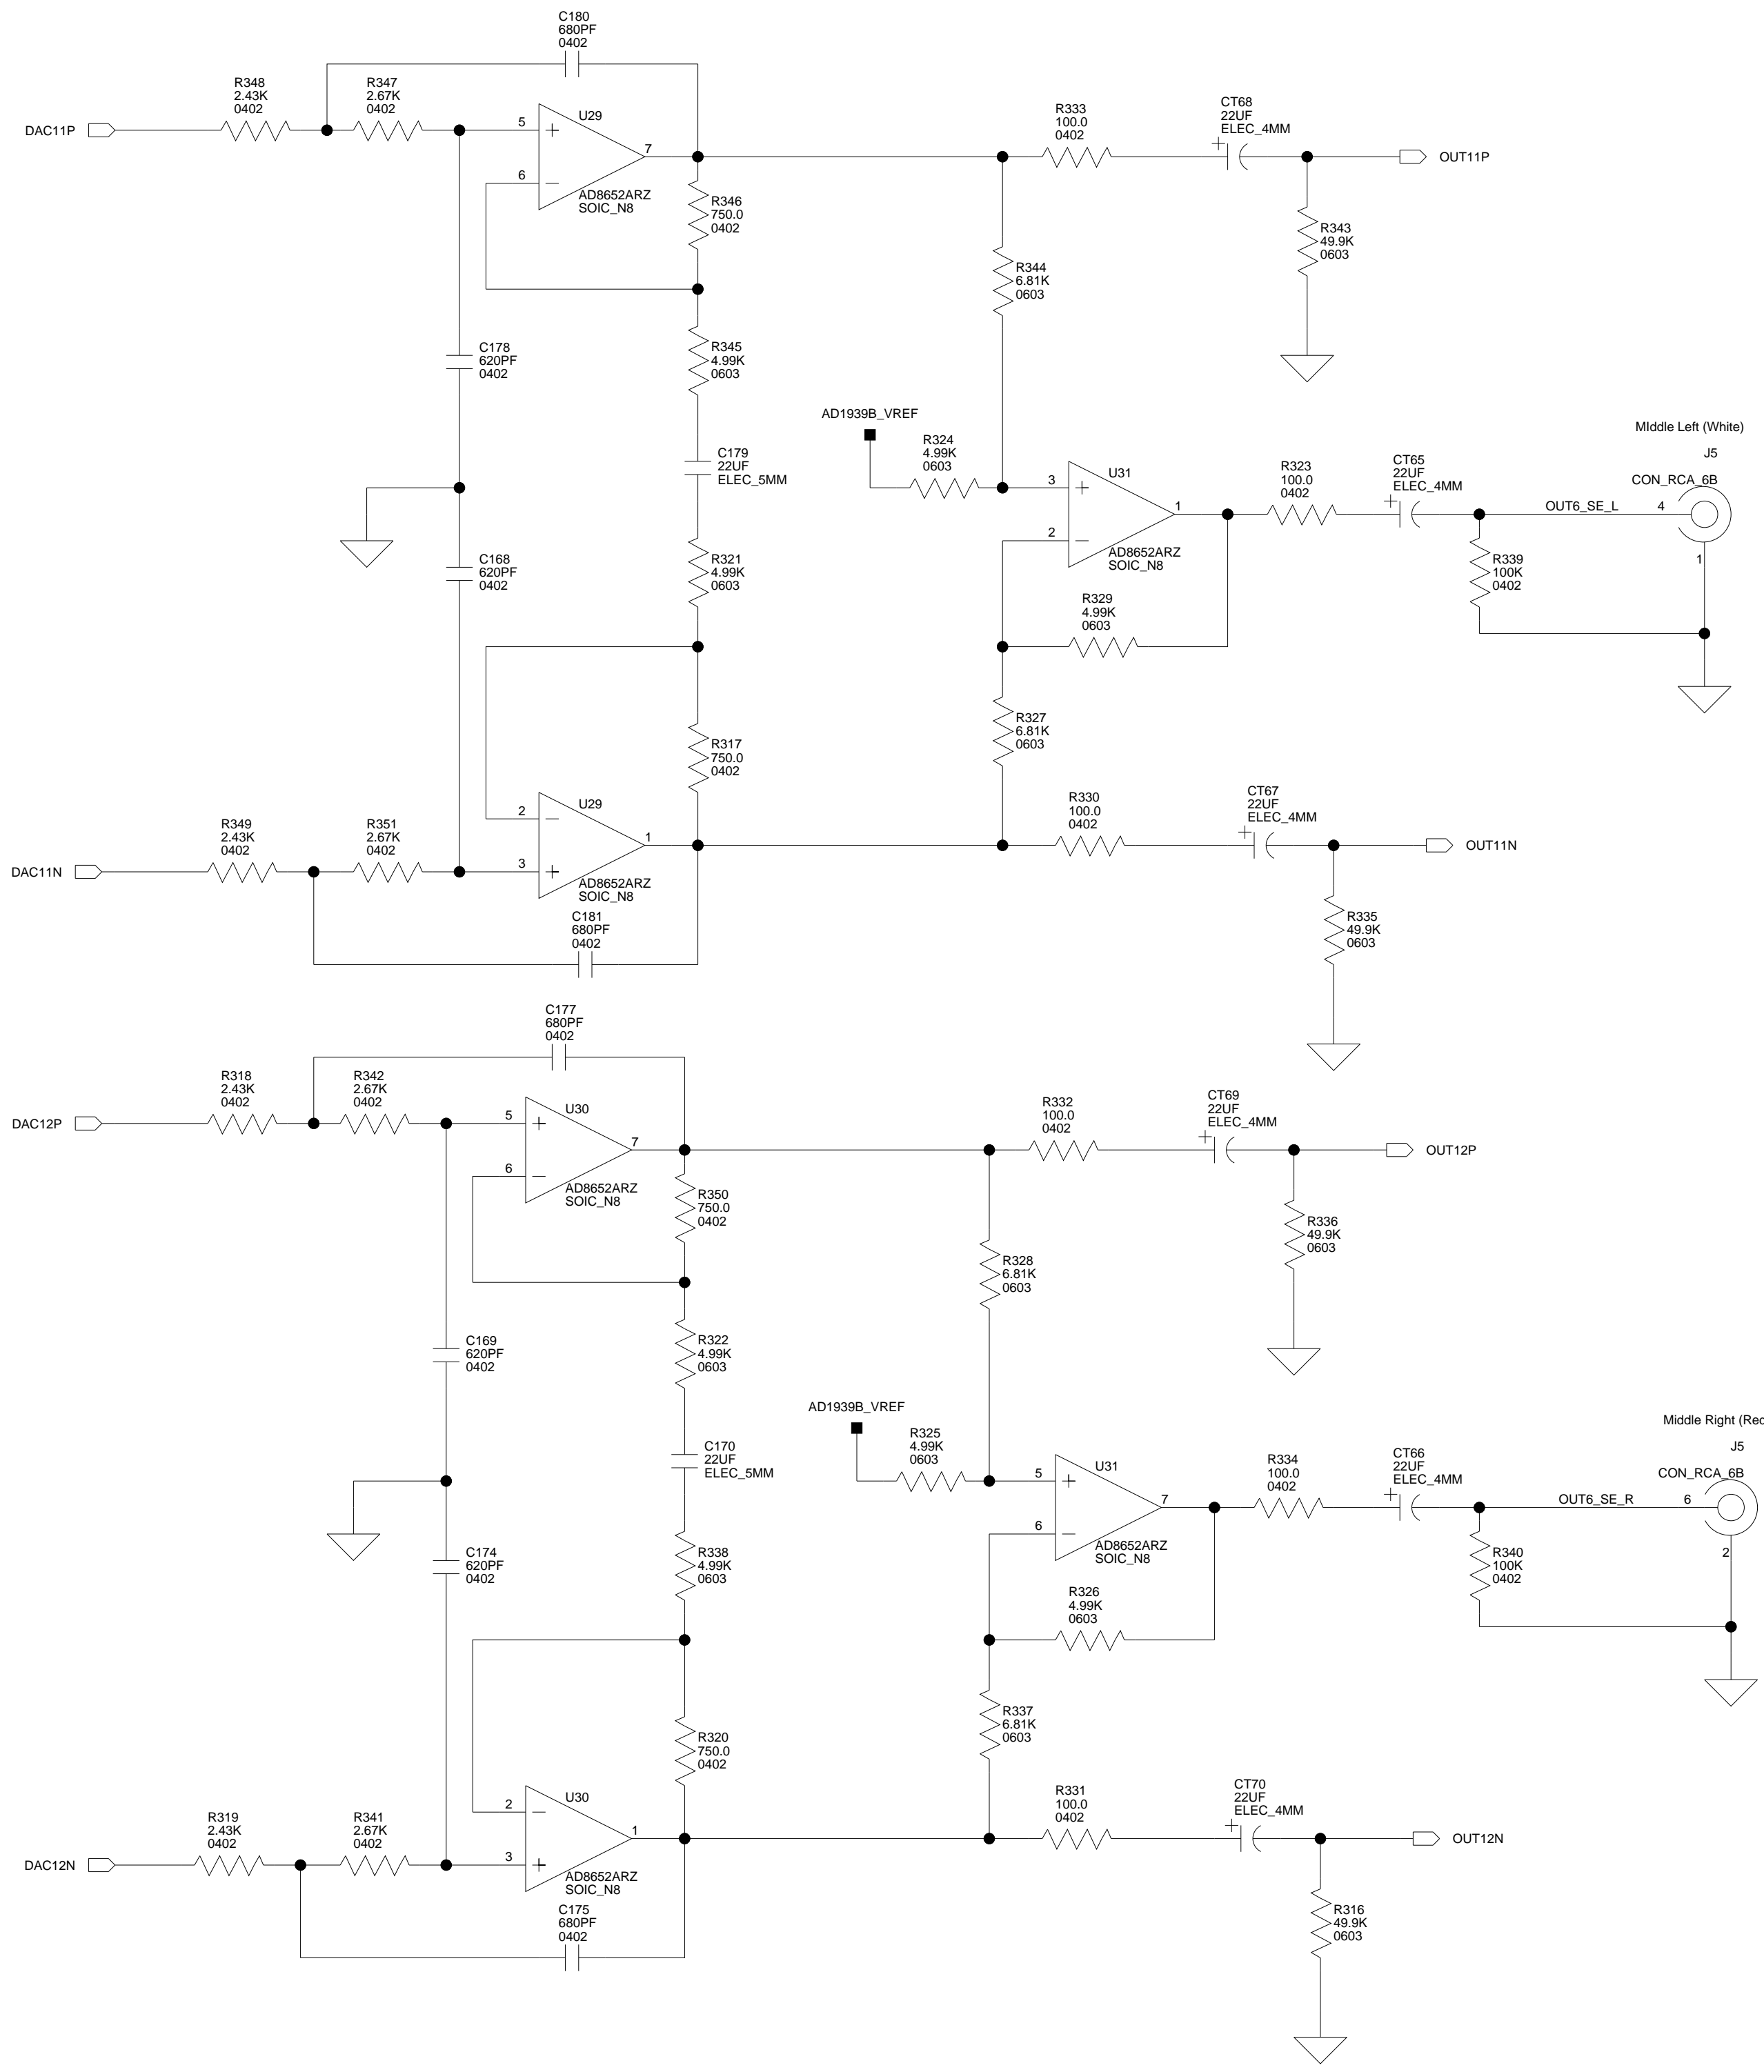 C180
680PF
0402
R348
2.43K
0402
R347
2.67K
0402
DAC11P
5
6
7
U29
AD8652ARZ
SOIC_N8
R346
750.0
0402
R333
100.0
0402
CT68
22UF
ELEC_4MM
+
OUT11P
R343
49.9K
0603
R344
6.81K
0603
C178
620PF
0402
R345
4.99K
0603
AD1939B_VREF
R324
4.99K
0603
C179
22UF
ELEC_5MM
3
2
1
U31
AD8652ARZ
SOIC_N8
R323
100.0
0402
CT65
22UF
ELEC_4MM
+
MIddle Left (White)
J5
CON_RCA_6B
OUT6_SE_L
4
1
C168
620PF
0402
R321
4.99K
0603
R339
100K
0402
R329
4.99K
0603
R327
6.81K
0603
R317
750.0
0402
R349
2.43K
0402
R351
2.67K
0402
DAC11N
2
3
1
U29
AD8652ARZ
SOIC_N8
C181
680PF
0402
R330
100.0
0402
CT67
22UF
ELEC_4MM
+
OUT11N
R335
49.9K
0603
C177
680PF
0402
R318
2.43K
0402
R342
2.67K
0402
DAC12P
5
6
7
U30
AD8652ARZ
SOIC_N8
R350
750.0
0402
R332
100.0
0402
CT69
22UF
ELEC_4MM
+
OUT12P
R336
49.9K
0603
R328
6.81K
0603
C169
620PF
0402
R322
4.99K
0603
AD1939B_VREF
R325
4.99K
0603
C170
22UF
ELEC_5MM
5
6
7
U31
AD8652ARZ
SOIC_N8
R334
100.0
0402
CT66
22UF
ELEC_4MM
+
Middle Right
J5
CON_RCA_6B
OUT6_SE_R
6
2
C174
620PF
0402
R338
4.99K
0603
R340
100K
0402
R326
4.99K
0603
R337
6.81K
0603
R320
750.0
0402
R319
2.43K
0402
R341
2.67K
0402
DAC12N
2
3
1
U30
AD8652ARZ
SOIC_N8
C175
680PF
0402
R331
100.0
0402
CT70
22UF
ELEC_4MM
+
OUT12N
R316
49.9K
0603